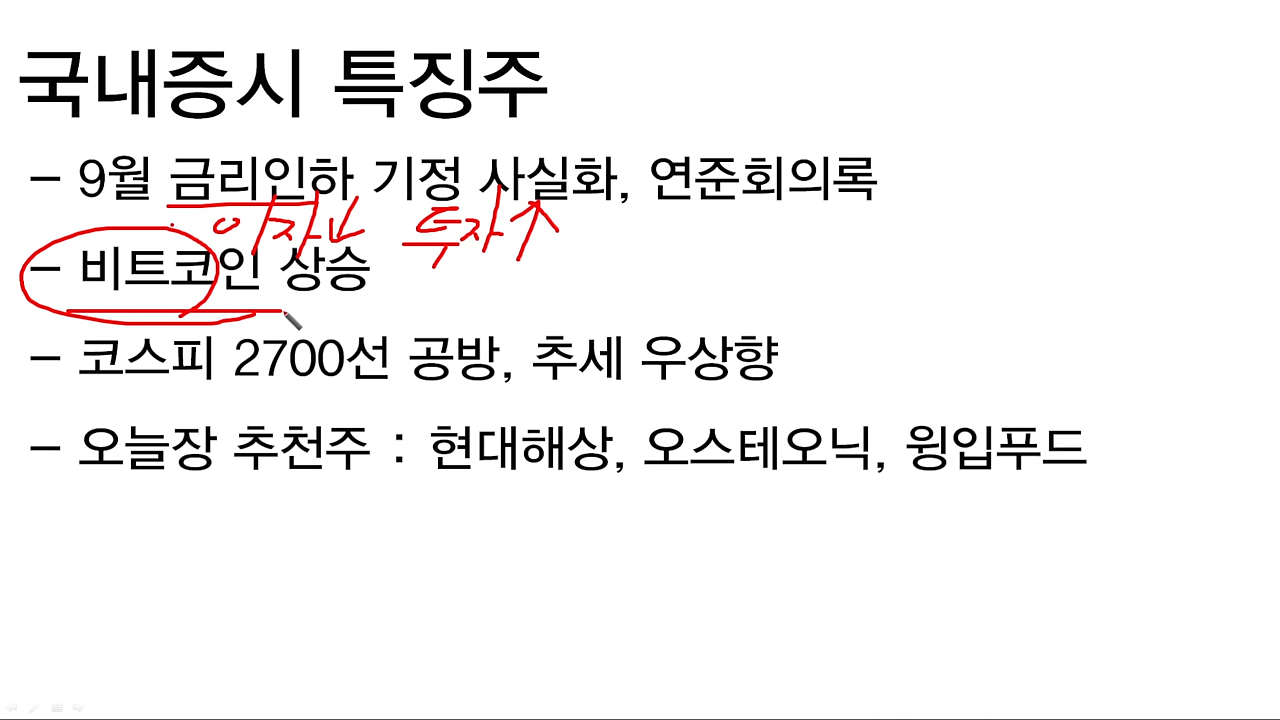 국내증시 특징주
– 9월 금리인하 기정 사실화, 연준회의록
이자↓ 투자↑
– 비트코인 상승
– 코스피 2700선 공방, 추세 우상향
– 오늘장 추천주 : 현대해상, 오스테오닉, 윙입푸드